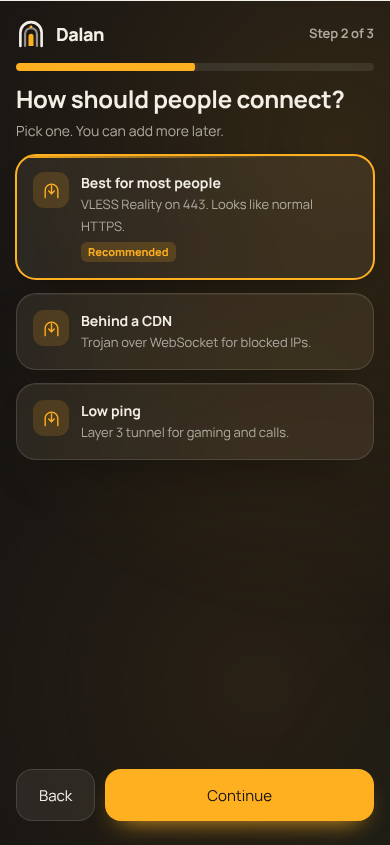 Dalan
Step 2 of 3
How should people connect?
Pick one. You can add more later.
Best for most people
VLESS Reality on 443. Looks like normal
HTTPS.
Recommended
Behind a CDN
Trojan over WebSocket for blocked IPs.
Low ping
Layer 3 tunnel for gaming and calls.
Back
Continue